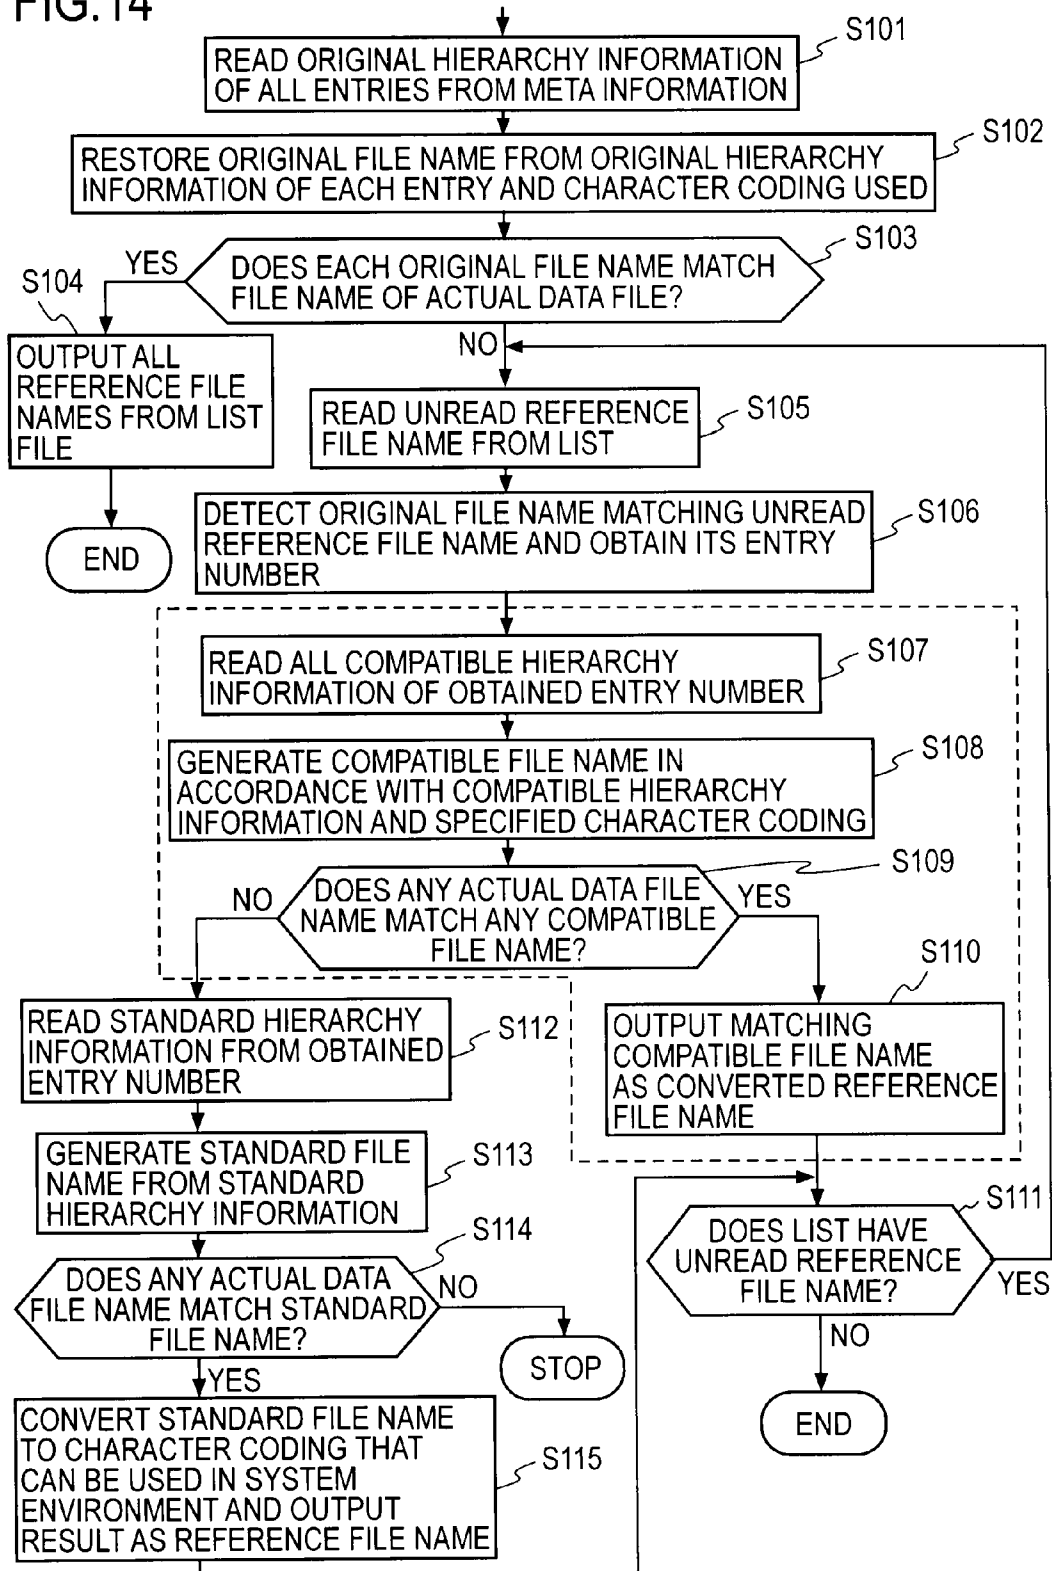 FIG.14
S101
READ ORIGINAL HIERARCHY INFORMATION
OF ALL ENTRIES FROM META INFORMATION
S102
RESTORE ORIGINAL FILE NAME FROM ORIGINAL HIERARCHY
INFORMATION OF EACH ENTRY AND CHARACTER CODING USED
S103
DOES EACH ORIGINAL FILE NAME MATCH
FILE NAME OF ACTUAL DATA FILE?
YES
S104
NO
OUTPUT ALL
REFERENCE FILE
NAMES FROM LIST
FILE
END
READ UNREAD REFERENCE
FILE NAME FROM LIST
S105
DETECT ORIGINAL FILE NAME MATCHING UNREAD
REFERENCE FILE NAME AND OBTAIN ITS ENTRY
NUMBER
S106
READ ALL COMPATIBLE HIERARCHY
INFORMATION OF OBTAINED ENTRY NUMBER
S107
GENERATE COMPATIBLE FILE NAME IN
ACCORDANCE WITH COMPATIBLE HIERARCHY
INFORMATION AND SPECIFIED CHARACTER CODING
S108
S109
DOES ANY ACTUAL DATA FILE
NAME MATCH ANY COMPATIBLE
FILE NAME?
NO
YES
S110
OUTPUT MATCHING
COMPATIBLE FILE NAME
AS CONVERTED REFERENCE
FILE NAME
READ STANDARD HIERARCHY
INFORMATION FROM OBTAINED
ENTRY NUMBER
S112
GENERATE STANDARD FILE
NAME FROM STANDARD
HIERARCHY INFORMATION
S113
S111
DOES LIST HAVE
UNREAD REFERENCE
FILE NAME?
YES
NO
END
S114
DOES ANY ACTUAL DATA
FILE NAME MATCH STANDARD
FILE NAME?
NO
STOP
YES
CONVERT STANDARD FILE NAME
TO CHARACTER CODING THAT
CAN BE USED IN SYSTEM
ENVIRONMENT AND OUTPUT
RESULT AS REFERENCE FILE NAME
S115